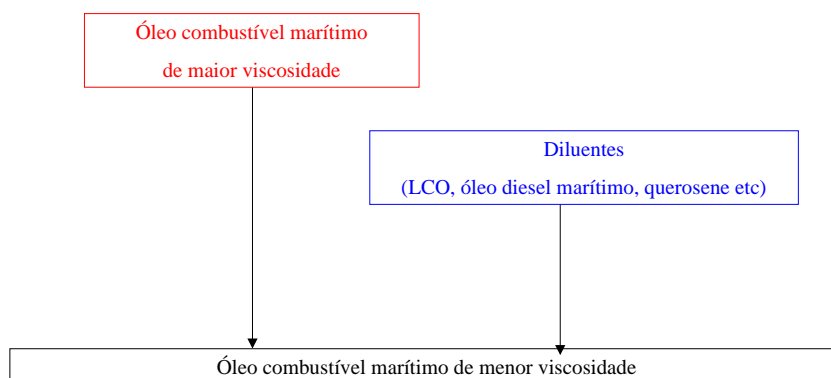 Óleo combustível marítimo
de maior viscosidade
Diluentes
(LCO, óleo diesel marítimo, querosene etc)
Óleo combustível marítimo de menor viscosidade